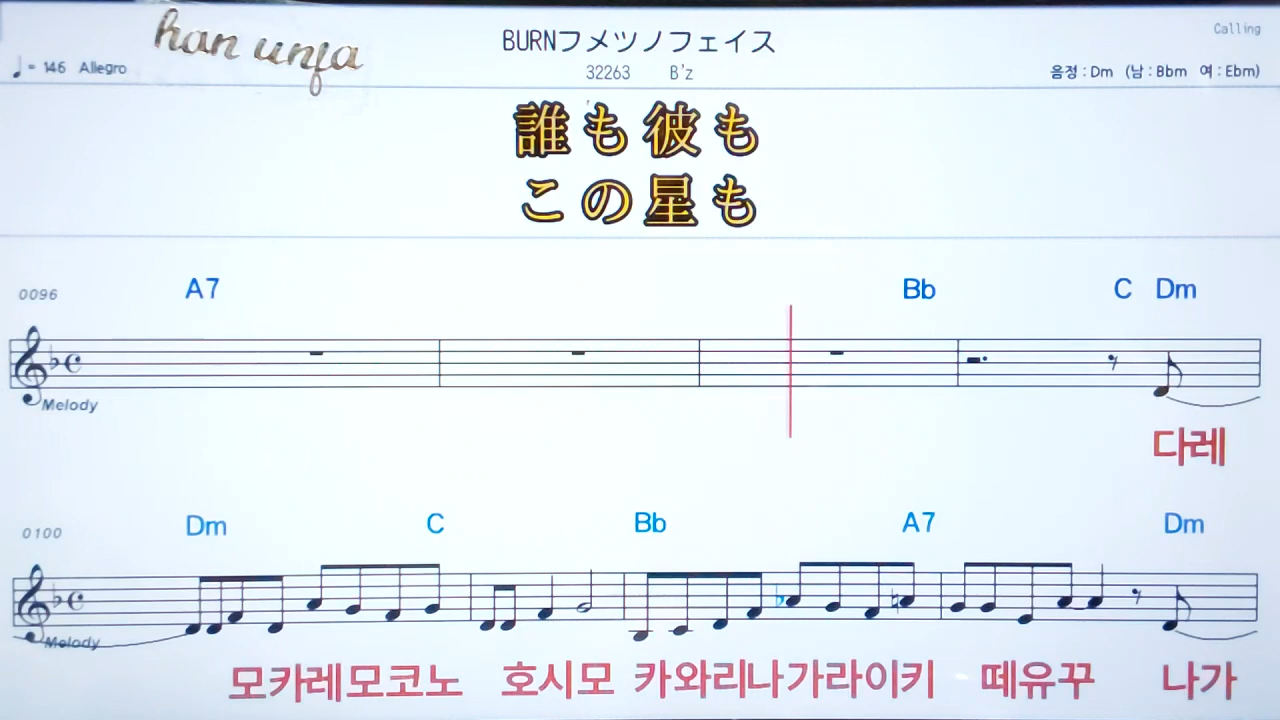 han unja
BURNフメツノフェイス
Calling
♩= 146 Allegro
32263 B'z
음정 : Dm (남 : Bbm 여 : Ebm)
誰も彼も
この星も
0096 A7 Bb C Dm
Melody
다레
0100 Dm C Bb A7 Dm
Melody
모카레모코노 호시모 카와리나가라이키 떼유꾸 나가